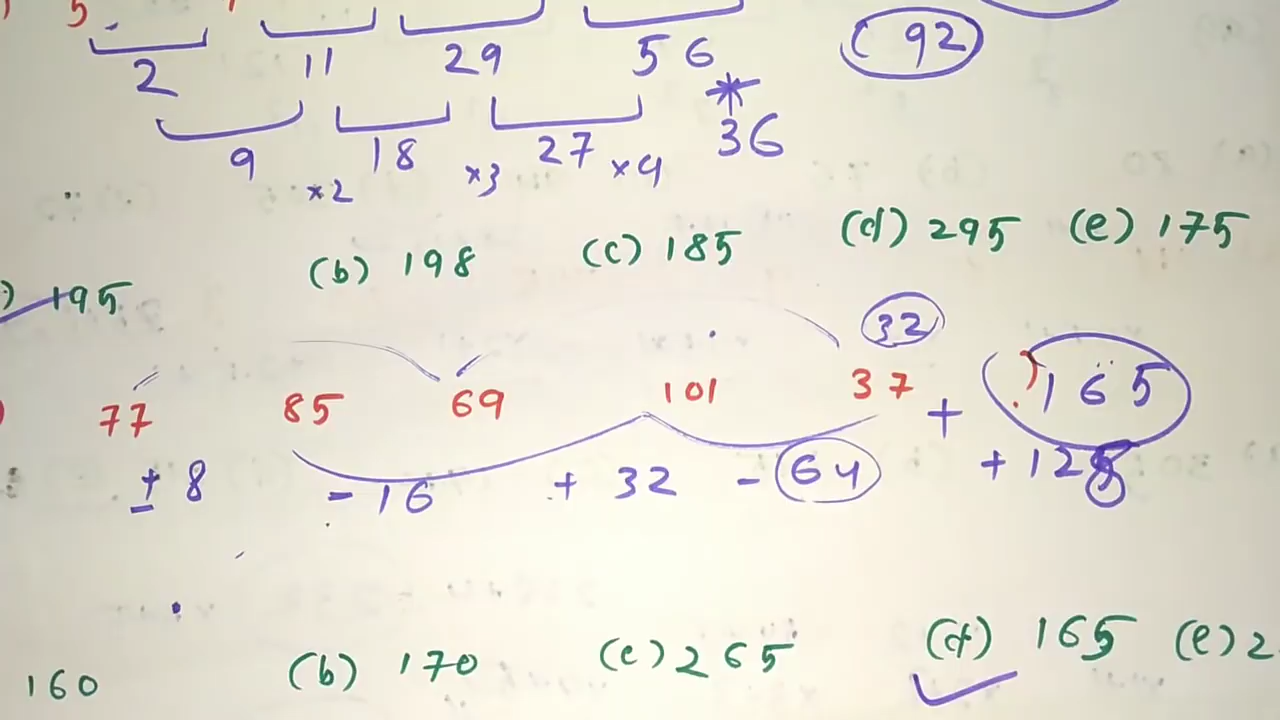 5
2 11 29 56 ( 92
*
9 ×2 18 ×3 27 ×4 36
) 195 (b) 198 (c) 185 (d) 295 (e) 175
32
) 77 85 69 101 37 + 165
± 8 - 16 + 32 - 64 + 128
160 (b) 170 (c) 265 (d) 165 (e) 2